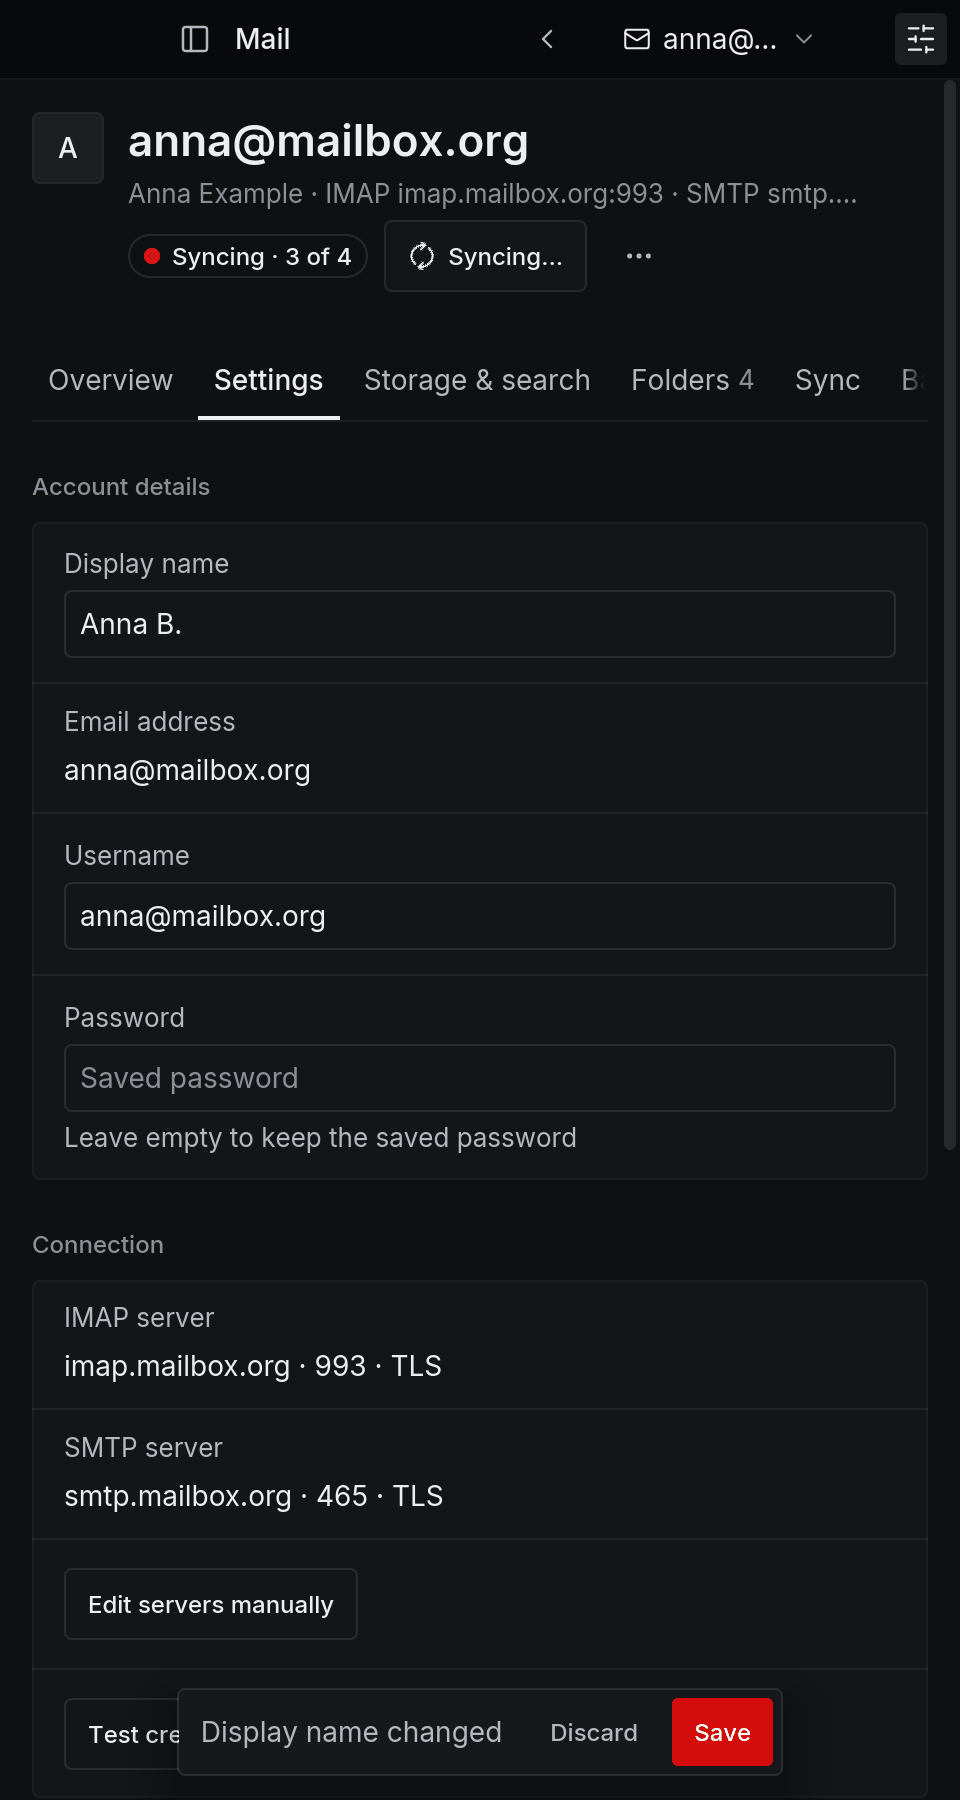 Mail
anna@...
A
anna@mailbox.org
Anna Example · IMAP imap.mailbox.org:993 · SMTP smtp....
Syncing · 3 of 4
Syncing...
Overview
Settings
Storage & search
Folders 4
Sync
Account details
Display name
Anna B.
Email address
anna@mailbox.org
Username
anna@mailbox.org
Password
Saved password
Leave empty to keep the saved password
Connection
IMAP server
imap.mailbox.org · 993 · TLS
SMTP server
smtp.mailbox.org · 465 · TLS
Edit servers manually
Test cre
Display name changed
Discard
Save